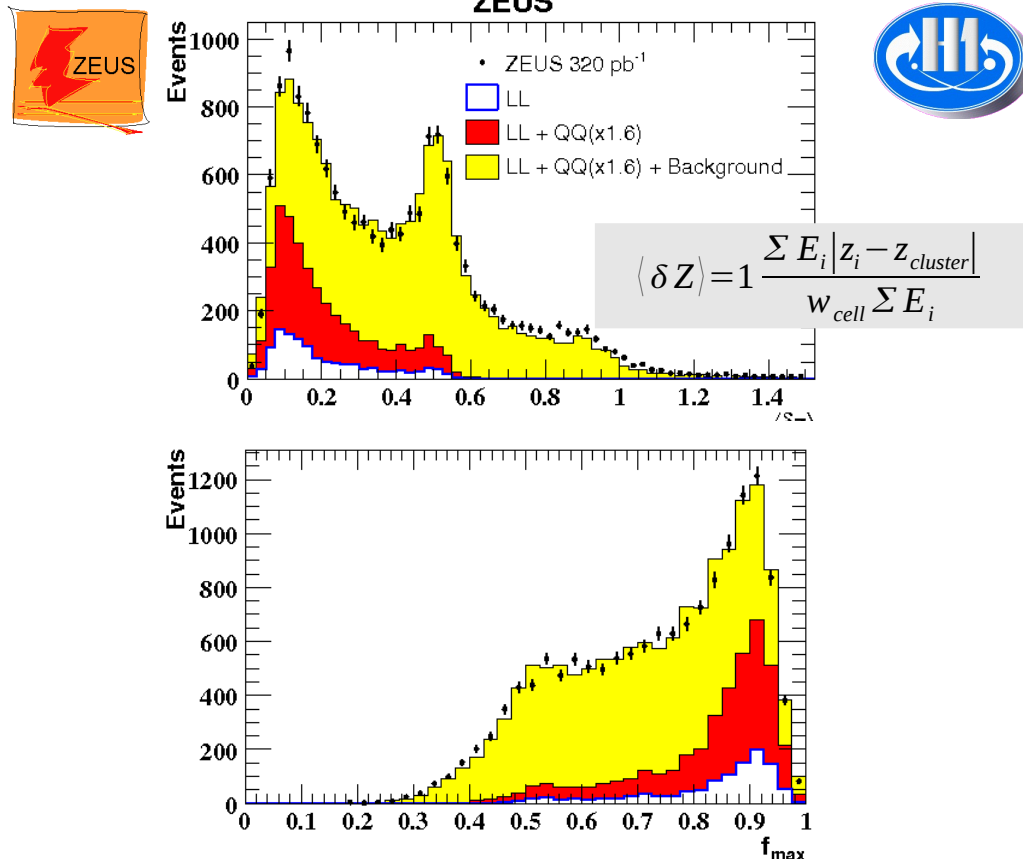 ZEUS
ZEUS
H1
Events
1000
800
600
400
200
0
ZEUS 320 pb⁻¹
LL
LL + QQ(x1.6)
LL + QQ(x1.6) + Background
⟨δZ⟩=1 Σ E_i|z_i−z_cluster| / w_cell Σ E_i
0 0.2 0.4 0.6 0.8 1 1.2 1.4
Events
1200
1000
800
600
400
200
0
0 0.1 0.2 0.3 0.4 0.5 0.6 0.7 0.8 0.9 1
f_max